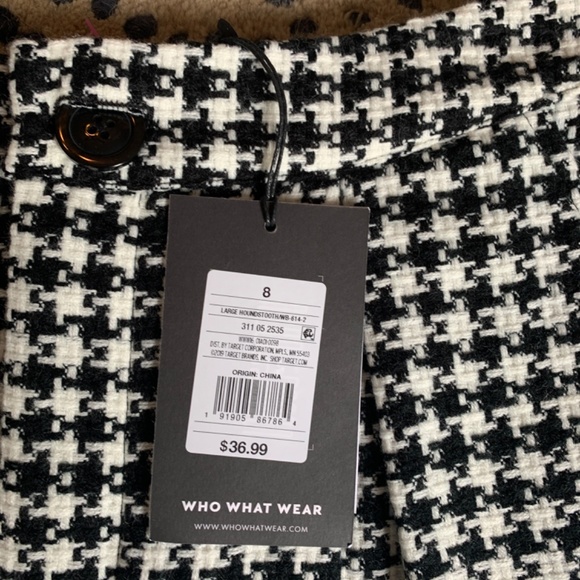 8
LARGE HOUNDSTOOTH/WB-614-2
311 05 2535
DIST. BY TARGET CORPORATION, MPLS, MN 55403
©2019 TARGET BRANDS, INC. SHOP TARGET.COM
ORIGIN: CHINA
1 91905 86786 4
$36.99
WHO WHAT WEAR
WWW.WHOWHATWEAR.COM